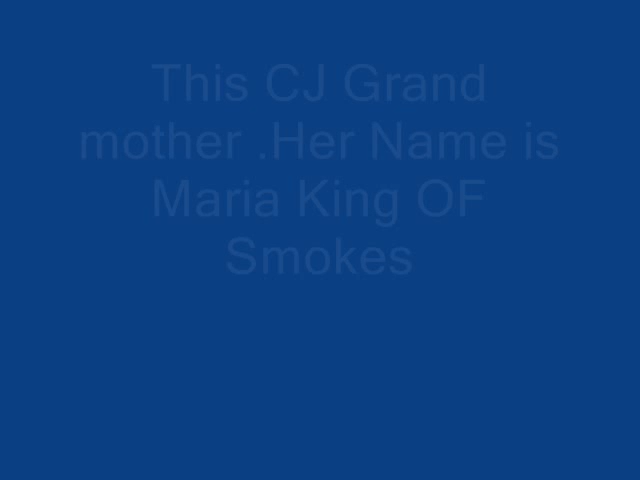 This CJ Grand
mother .Her Name is
Maria King OF
Smokes